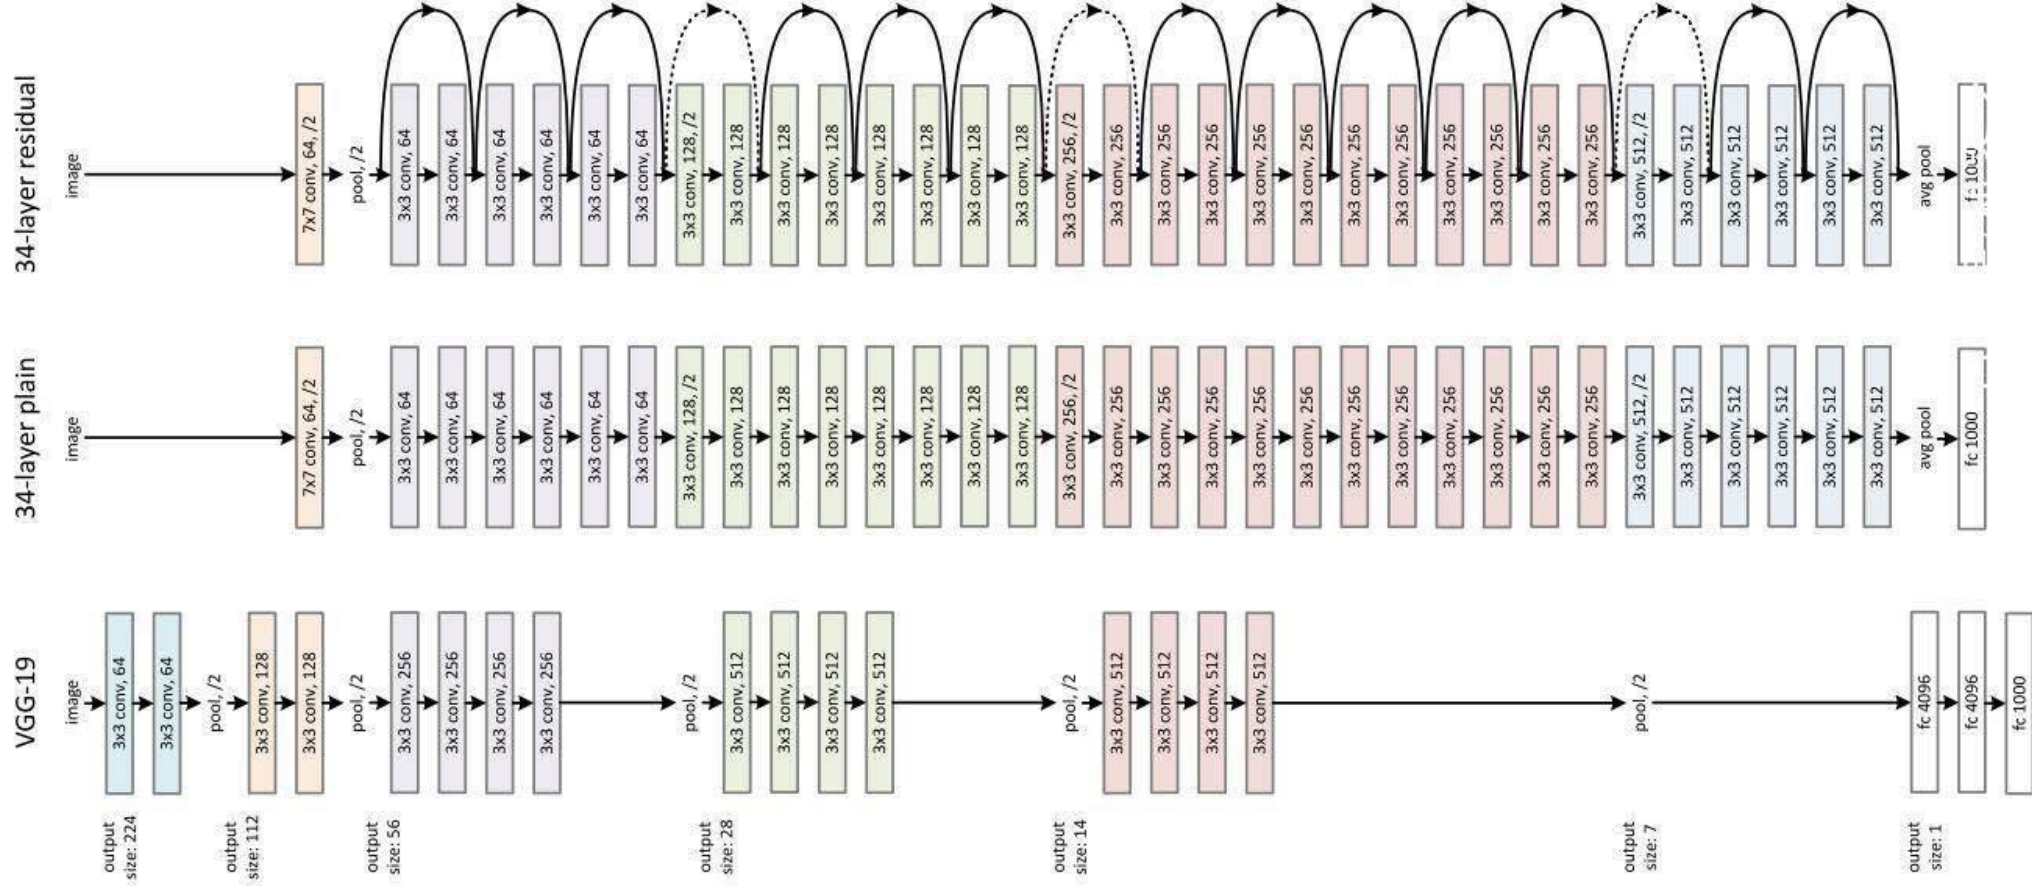 output
size: 224
output
size: 112
output
size: 56
output
size: 28
output
size: 14
output
size: 7
output
size: 1
VGG-19
image
3x3 conv, 64
3x3 conv, 64
pool, /2
3x3 conv, 128
3x3 conv, 128
pool, /2
3x3 conv, 256
3x3 conv, 256
3x3 conv, 256
3x3 conv, 256
pool, /2
3x3 conv, 512
3x3 conv, 512
3x3 conv, 512
3x3 conv, 512
pool, /2
3x3 conv, 512
3x3 conv, 512
3x3 conv, 512
3x3 conv, 512
pool, /2
fc 4096
fc 4096
fc 1000
34-layer plain
image
7x7 conv, 64, /2
pool, /2
3x3 conv, 64
3x3 conv, 64
3x3 conv, 64
3x3 conv, 64
3x3 conv, 64
3x3 conv, 64
3x3 conv, 128, /2
3x3 conv, 128
3x3 conv, 128
3x3 conv, 128
3x3 conv, 128
3x3 conv, 128
3x3 conv, 128
3x3 conv, 128
3x3 conv, 256, /2
3x3 conv, 256
3x3 conv, 256
3x3 conv, 256
3x3 conv, 256
3x3 conv, 256
3x3 conv, 256
3x3 conv, 256
3x3 conv, 256
3x3 conv, 256
3x3 conv, 256
3x3 conv, 256
3x3 conv, 512, /2
3x3 conv, 512
3x3 conv, 512
3x3 conv, 512
3x3 conv, 512
3x3 conv, 512
avg pool
fc 1000
34-layer residual
image
7x7 conv, 64, /2
pool, /2
3x3 conv, 64
3x3 conv, 64
3x3 conv, 64
3x3 conv, 64
3x3 conv, 64
3x3 conv, 64
3x3 conv, 128, /2
3x3 conv, 128
3x3 conv, 128
3x3 conv, 128
3x3 conv, 128
3x3 conv, 128
3x3 conv, 128
3x3 conv, 128
3x3 conv, 256, /2
3x3 conv, 256
3x3 conv, 256
3x3 conv, 256
3x3 conv, 256
3x3 conv, 256
3x3 conv, 256
3x3 conv, 256
3x3 conv, 256
3x3 conv, 256
3x3 conv, 256
3x3 conv, 256
3x3 conv, 512, /2
3x3 conv, 512
3x3 conv, 512
3x3 conv, 512
3x3 conv, 512
3x3 conv, 512
avg pool